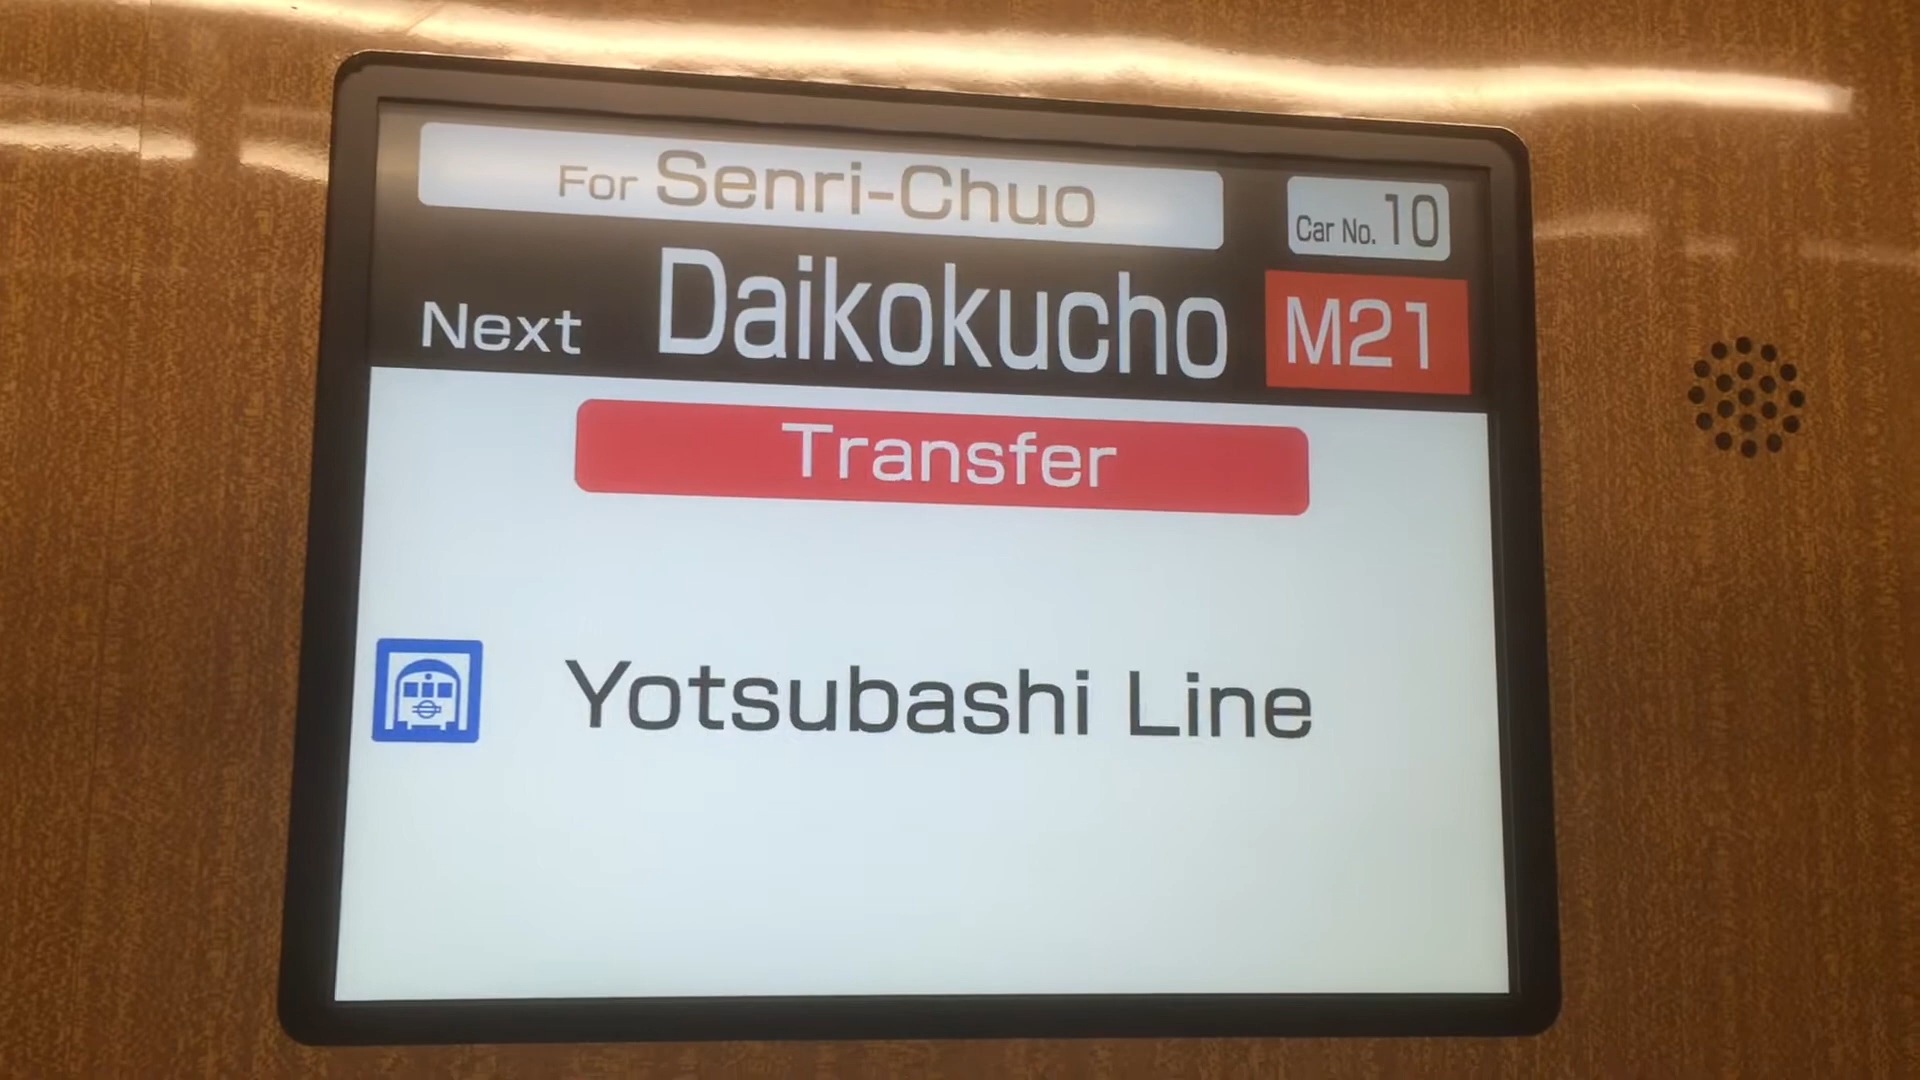 For Senri-Chuo
Car No. 10
Next Daikokucho M21
Transfer
Yotsubashi Line